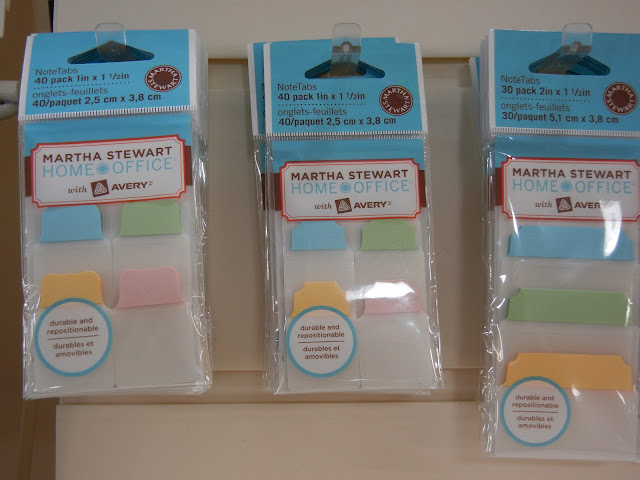 NoteTabs
40 pack 1in x 1 1/2in
onglets-feuillets
40/paquet 2,5 cm x 3,8 cm
MARTHA STEWART
MARTHA STEWART
HOME OFFICE
with AVERY
durable and
repositionable
durables et
amovibles
NoteTabs
40 pack 1in x 1 1/2in
onglets-feuillets
40/paquet 2,5 cm x 3,8 cm
MARTHA STEWART
MARTHA STEWART
HOME OFFICE
with AVERY
durable and
repositionable
durables et
amovibles
NoteTabs
30 pack 2in x 1 1/2in
onglets-feuillets
30/paquet 5,1 cm x 3,8 cm
MARTHA STEWART
MARTHA STEWART
HOME OFFICE
with AVERY
durable and
repositionable
durables et
amovibles